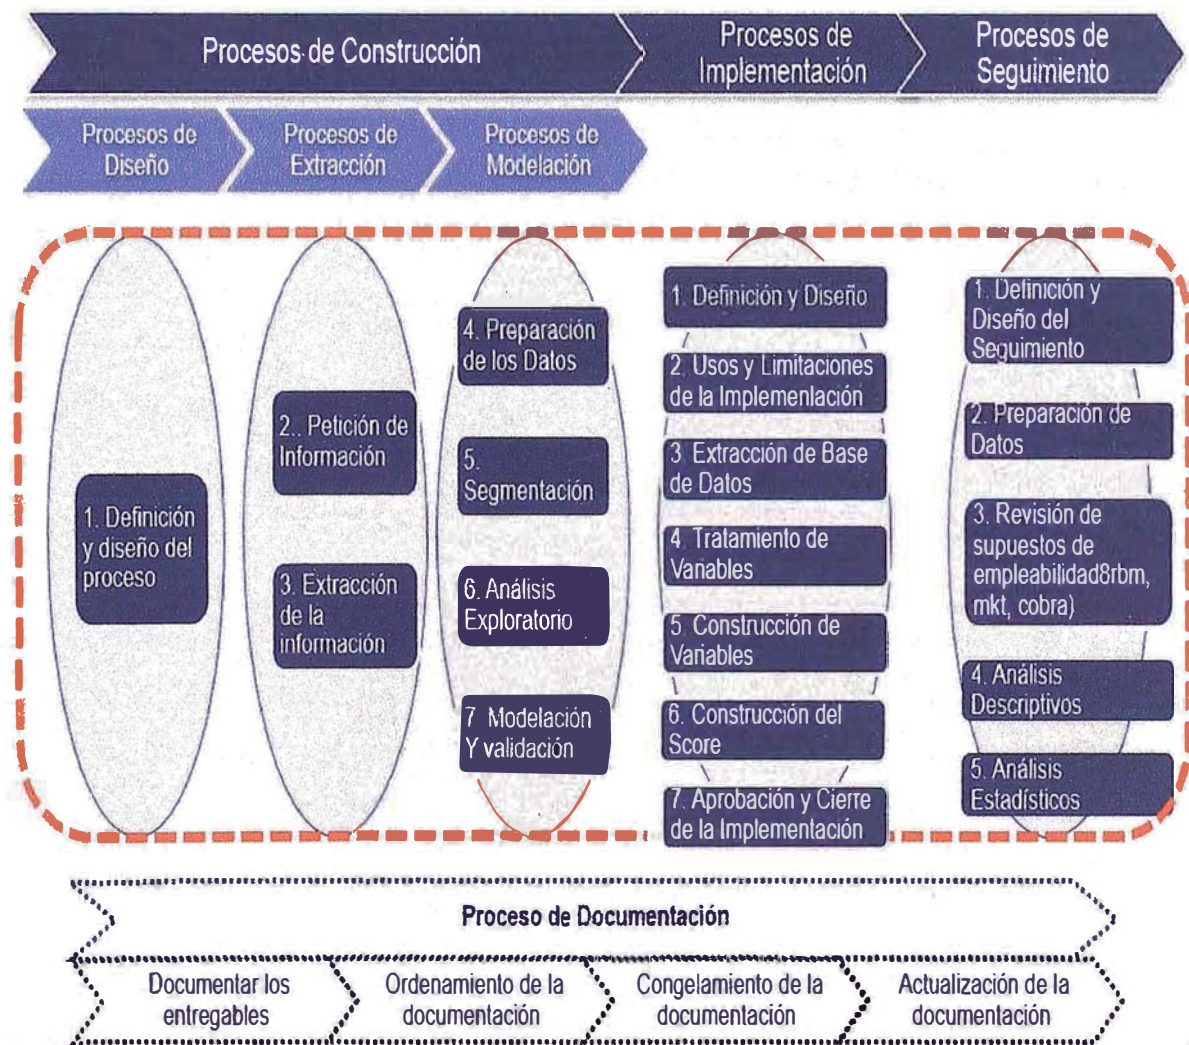 Procesos de Construcción
Procesos de
Implementación
Procesos de
Seguimiento
Procesos de
Diseño
Procesos de
Extracción
Procesos de
Modelación
1. Definición
y diseño del
proceso
2.. Petición de
Información
3. Extracción
de la
información
4. Preparación
de los Datos
5.
Segmentación
6. Análisis
Exploratorio
7. Modelación
Y validación
1. Definición y Diseño
2. Usos y Limitaciones
de la Implementación
3. Extracción de Base
de Datos
4. Tratamiento de
Variables
5. Construcción de
Variables
6. Construcción del
Score
7. Aprobación y Cierre
de la Implementación
1. Definición y
Diseño del
Seguimiento
2. Preparación de
Datos
3. Revisión de
supuestos de
empleabilidad8rbm,
mkt, cobra)
4. Análisis
Descriptivos
5. Análisis
Estadísticos
Proceso de Documentación
Documentar los
entregables
Ordenamiento de la
documentación
Congelamiento de la
documentación
Actualización de la
documentación